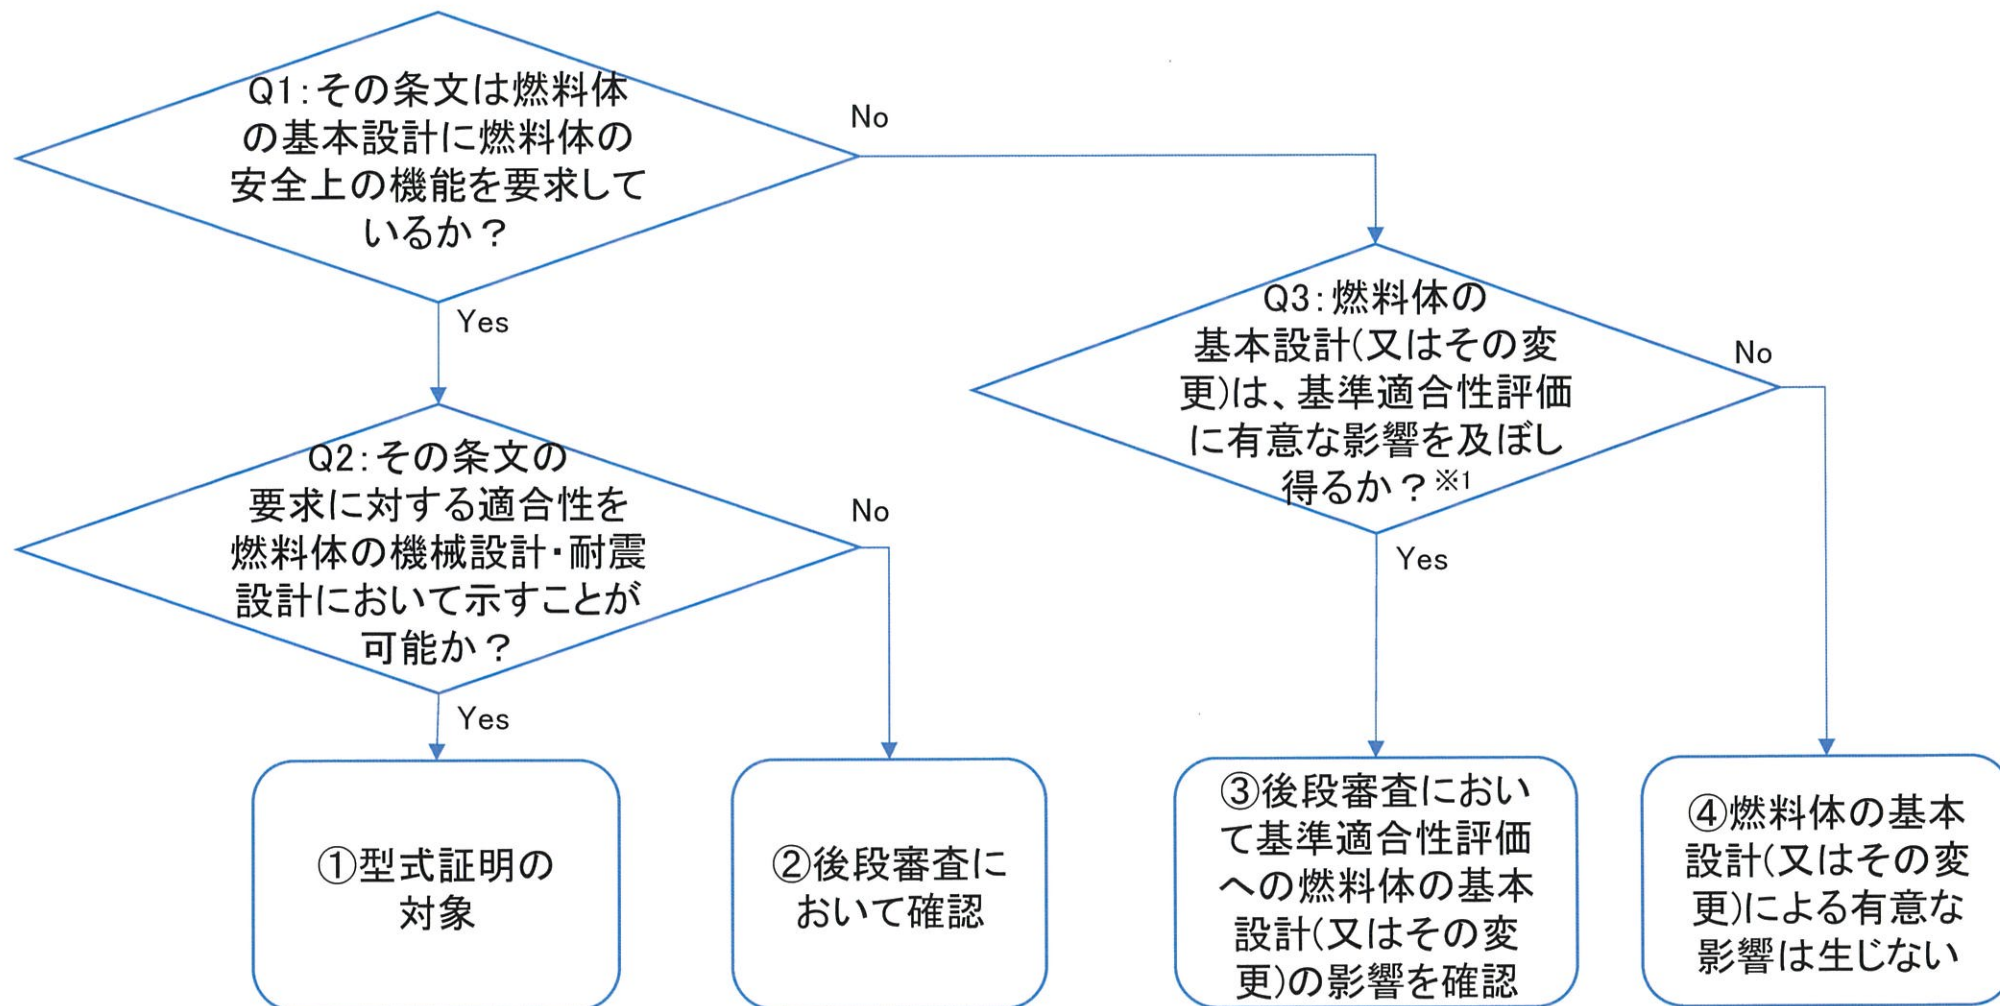 Q1:その条文は燃料体
の基本設計に燃料体の
安全上の機能を要求して
いるか？
No
Yes
Q3:燃料体の
基本設計(又はその変
更)は、基準適合性評価
に有意な影響を及ぼし
得るか？※1
No
Yes
Q2:その条文の
要求に対する適合性を
燃料体の機械設計・耐震
設計において示すことが
可能か？
No
Yes
①型式証明の
対象
②後段審査に
おいて確認
③後段審査におい
て基準適合性評価
への燃料体の基本
設計(又はその変
更)の影響を確認
④燃料体の基本
設計(又はその変
更)による有意な
影響は生じない